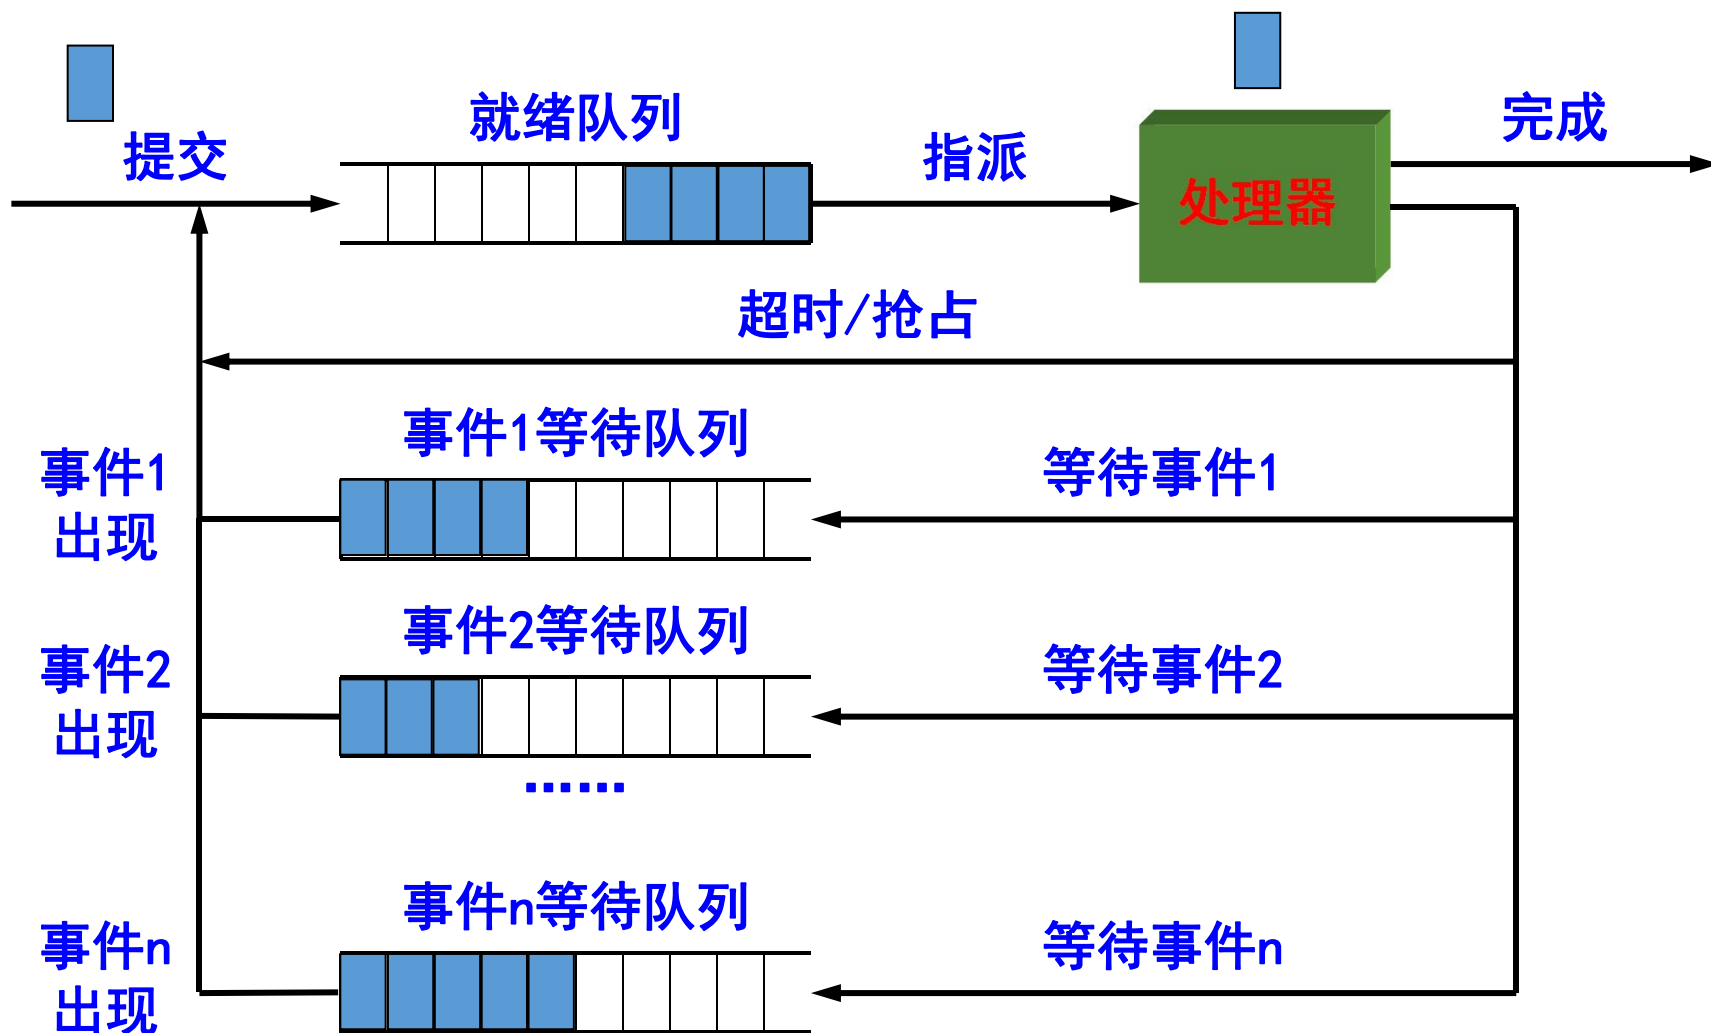 就绪队列
完成
提交
指派
处理器
超时/抢占
事件1等待队列
事件1
出现
等待事件1
事件2等待队列
事件2
出现
等待事件2
……
事件n等待队列
事件n
出现
等待事件n